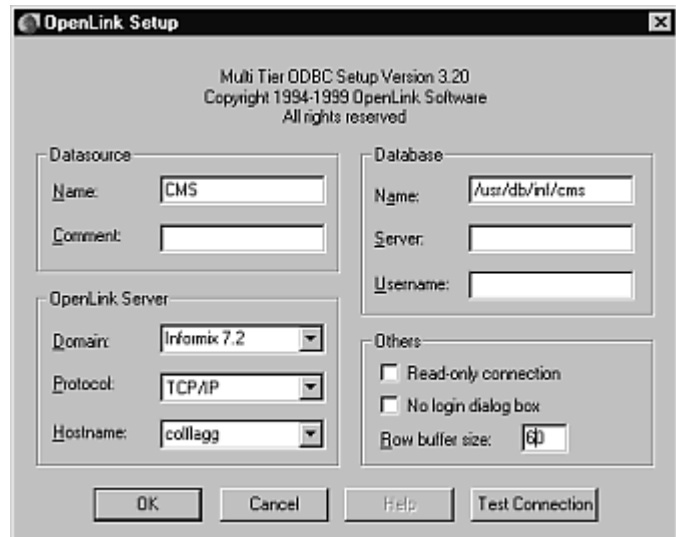 OpenLink Setup
Multi Tier ODBC Setup Version 3.20
Copyright 1994-1999 OpenLink Software
All rights reserved
Datasource
Name: CMS
Comment:
OpenLink Server
Domain: Informix 7.2
Protocol: TCP/IP
Hostname: colllagg
Database
Name: /usr/db/inf/cms
Server:
Username:
Others
Read-only connection
No login dialog box
Row buffer size: 60
OK Cancel Help Test Connection